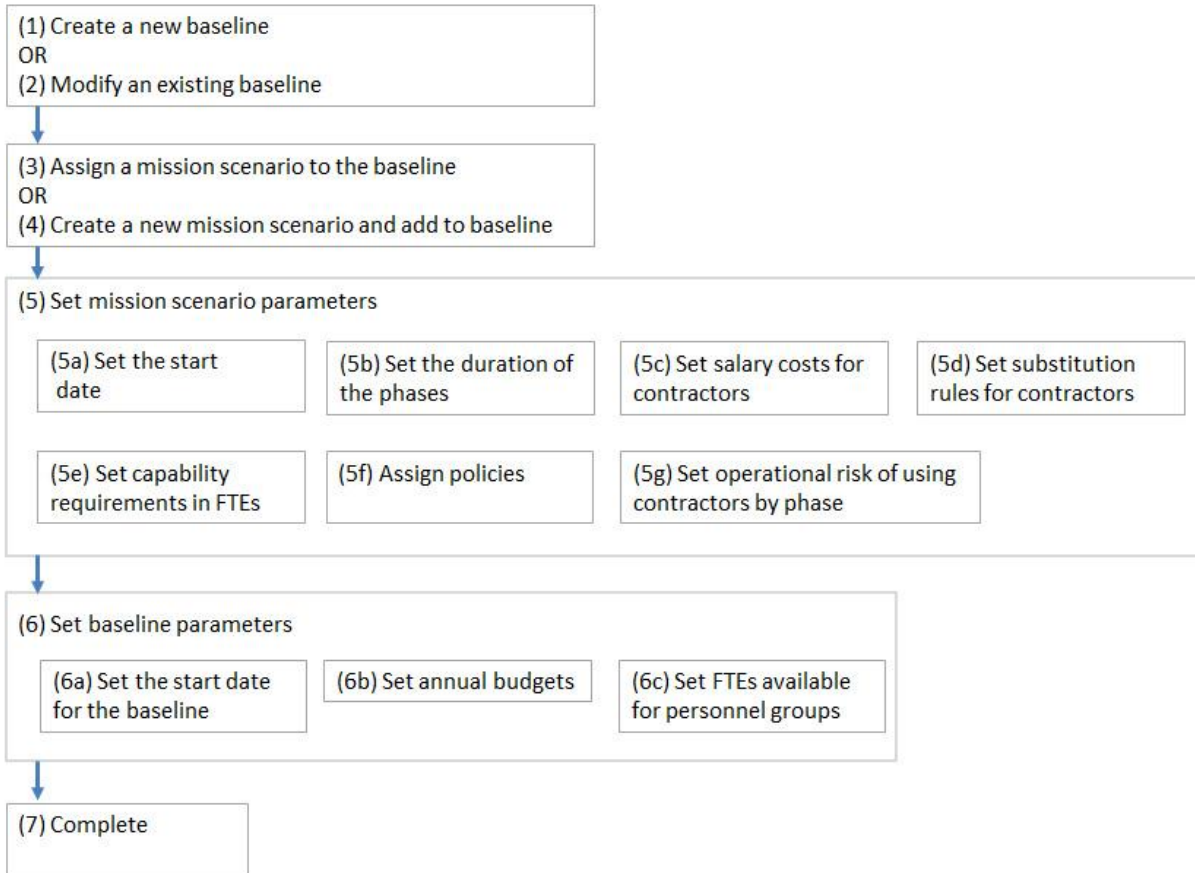 (1) Create a new baseline
OR
(2) Modify an existing baseline
(3) Assign a mission scenario to the baseline
OR
(4) Create a new mission scenario and add to baseline
(5) Set mission scenario parameters
(5a) Set the start
date
(5b) Set the duration of
the phases
(5c) Set salary costs for
contractors
(5d) Set substitution
rules for contractors
(5e) Set capability
requirements in FTEs
(5f) Assign policies
(5g) Set operational risk of using
contractors by phase
(6) Set baseline parameters
(6a) Set the start date
for the baseline
(6b) Set annual budgets
(6c) Set FTEs available
for personnel groups
(7) Complete